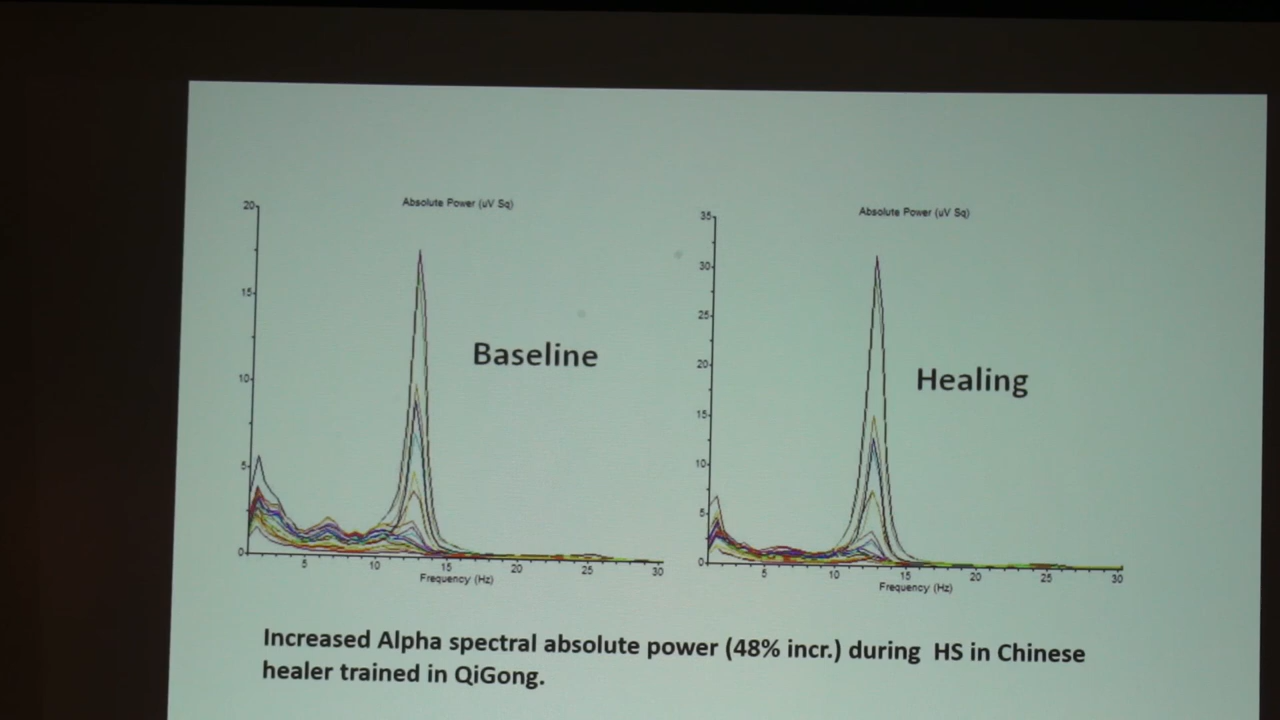 Absolute Power (uV Sq)
20
15
10
5
0
5 10 15 20 25 30
Frequency (Hz)
Baseline
Absolute Power (uV Sq)
35
30
25
20
15
10
5
0
5 10 15 20 25 30
Frequency (Hz)
Healing
Increased Alpha spectral absolute power (48% incr.) during HS in Chinese
healer trained in QiGong.